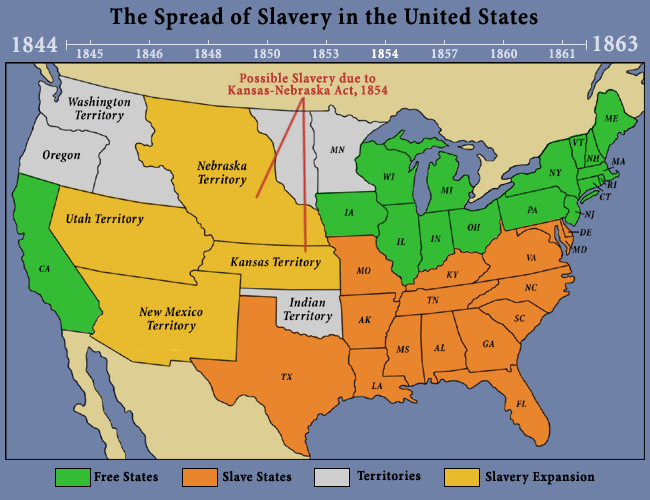 The Spread of Slavery in the United States
1844
1845
1846
1848
1850
1853
1854
1857
1860
1861
1863
Possible Slavery due to
Kansas-Nebraska Act, 1854
Washington
Territory
Oregon
Nebraska
Territory
MN
WI
MI
ME
VT
NH
MA
NY
RI
CT
Utah Territory
IA
PA
NJ
IL
IN
OH
DE
MD
CA
Kansas Territory
MO
KY
VA
New Mexico
Territory
Indian
Territory
TN
NC
AK
SC
MS
AL
GA
TX
LA
FL
Free States
Slave States
Territories
Slavery Expansion